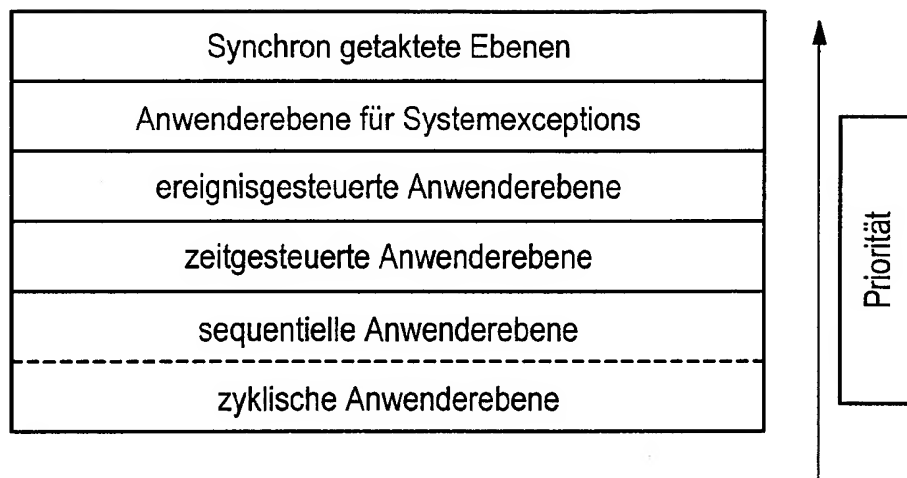 Synchron getaktete Ebenen
Anwenderebene für Systemexceptions
ereignisgesteuerte Anwenderebene
zeitgesteuerte Anwenderebene
sequentielle Anwenderebene
zyklische Anwenderebene
Priorität